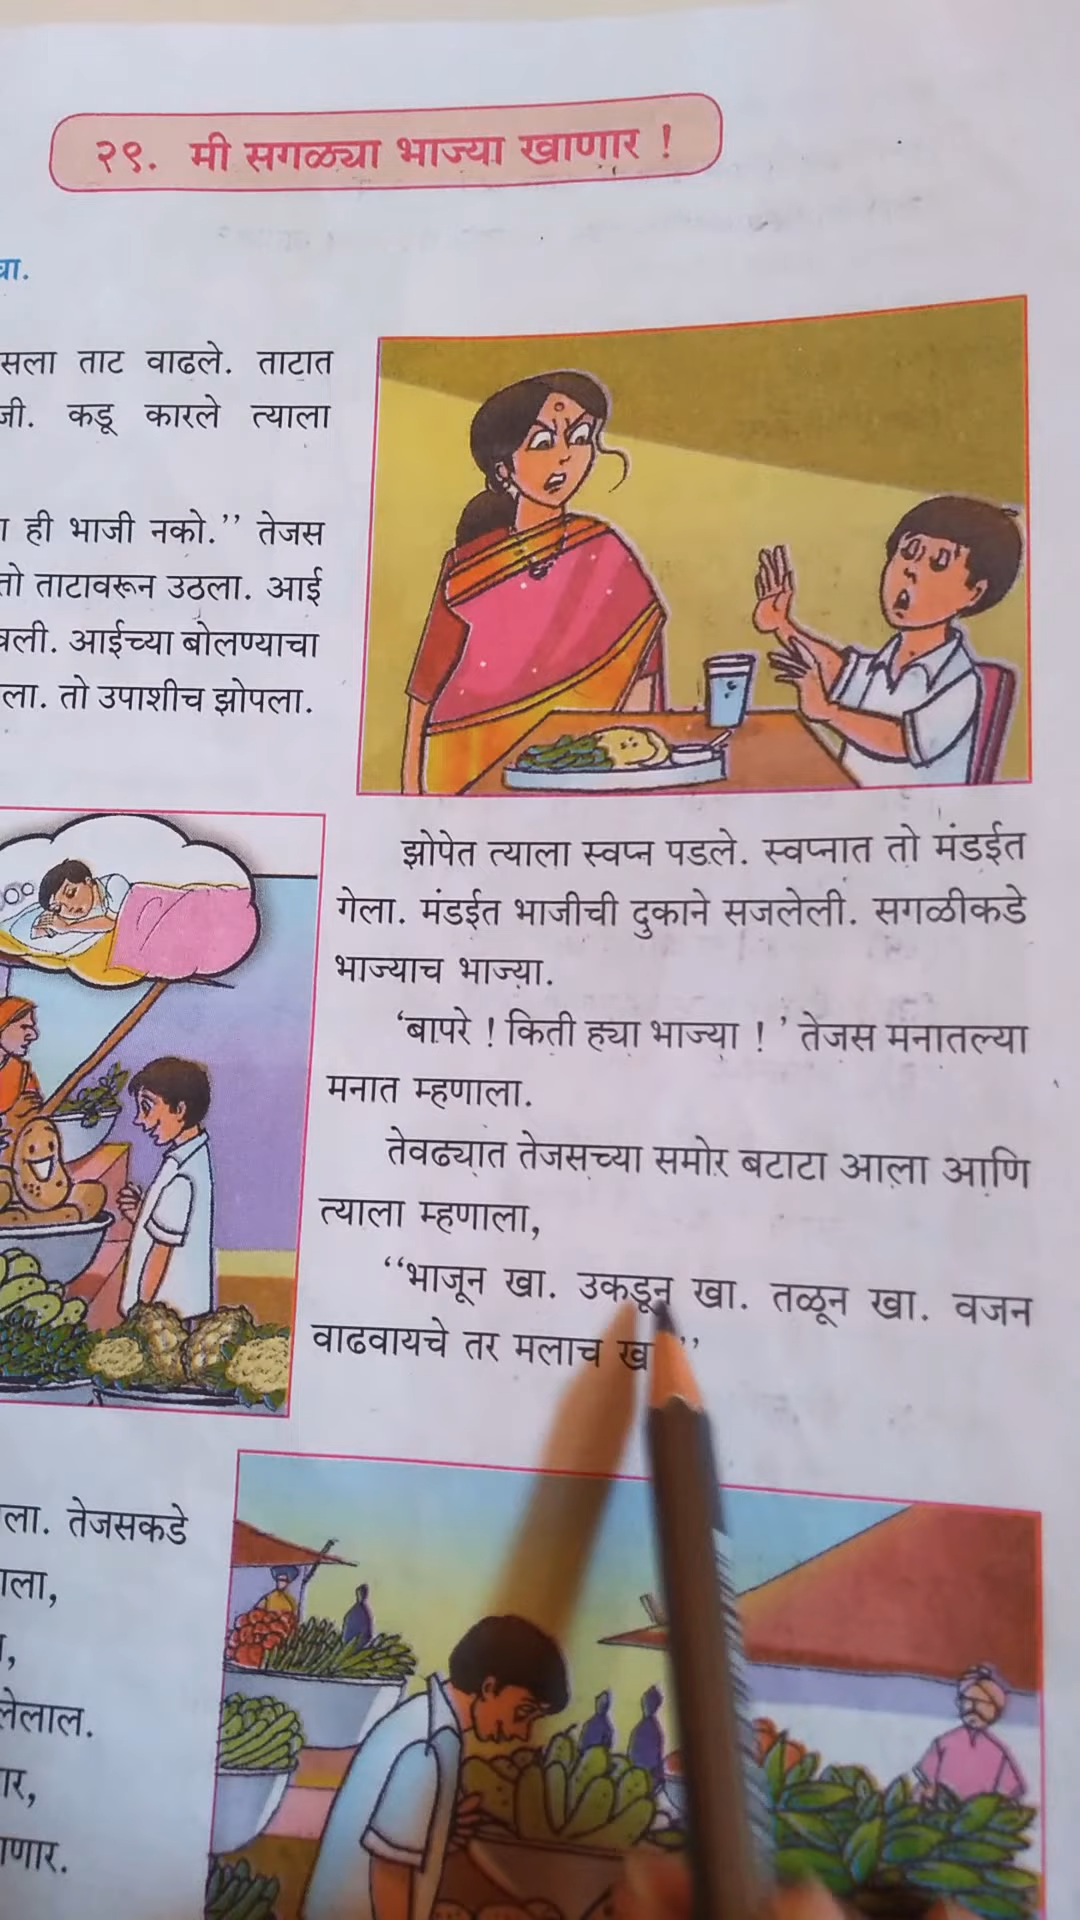 २९. मी सगळ्या भाज्या खाणार !
ताट वाढले. ताटात
कडू कारले त्याला
ही भाजी नको.’’ तेजस
तो ताटावरून उठला. आई
आईच्या बोलण्याचा
तो उपाशीच झोपला.
झोपेत त्याला स्वप्न पडले. स्वप्नात तो मंडईत
गेला. मंडईत भाजीची दुकाने सजलेली. सगळीकडे
भाज्याच भाज्या.
‘बापरे ! किती ह्या भाज्या ! ’ तेजस मनातल्या
मनात म्हणाला.
तेवढ्यात तेजसच्या समोर बटाटा आला आणि
त्याला म्हणाला,
‘‘भाजून खा. उकडून खा. तळून खा. वजन
वाढवायचे तर मलाच ’’
तेजसकडे